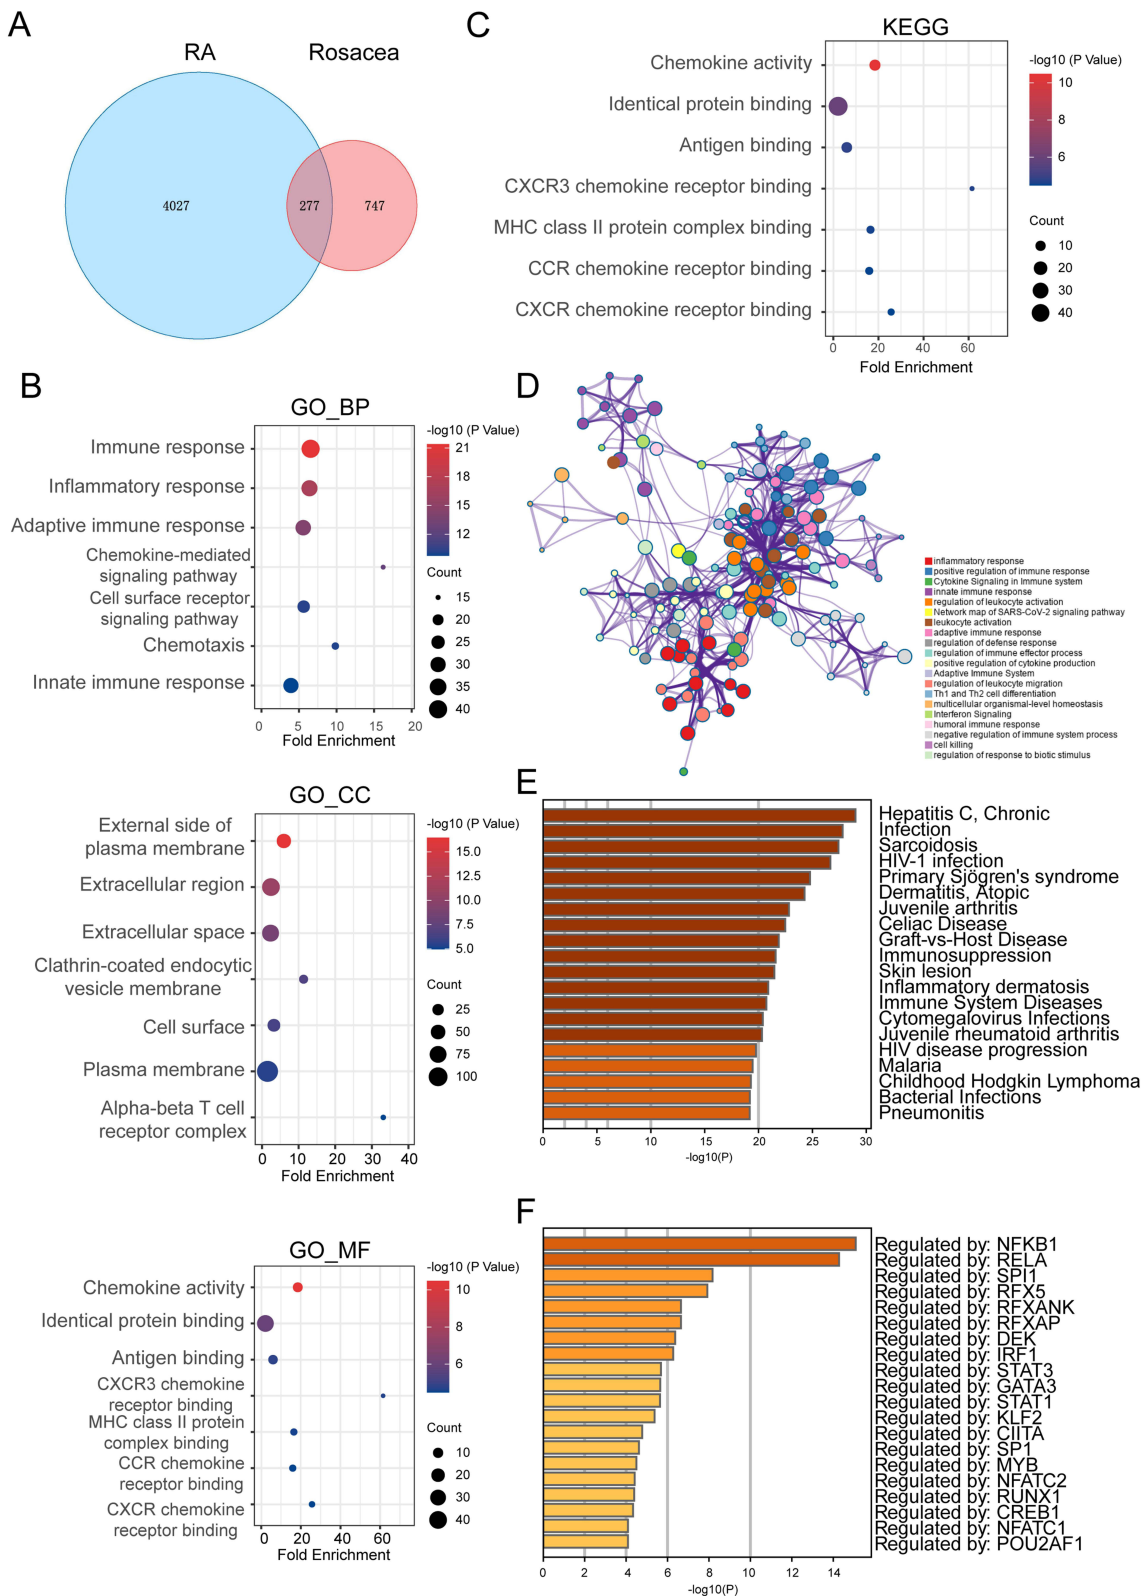 A
RA
Rosacea
4027
277
747
C
KEGG
Chemokine activity
Identical protein binding
Antigen binding
CXCR3 chemokine receptor binding
MHC class II protein complex binding
CCR chemokine receptor binding
CXCR chemokine receptor binding
0 20 40 60
Fold Enrichment
-log10 (P Value)
10
8
6
Count
10
20
30
40
B
GO_BP
Immune response
Inflammatory response
Adaptive immune response
Chemokine-mediated
signaling pathway
Cell surface receptor
signaling pathway
Chemotaxis
Innate immune response
0 5 10 15 20
Fold Enrichment
-log10 (P Value)
21
18
15
12
Count
15
20
25
30
35
40
GO_CC
External side of
plasma membrane
Extracellular region
Extracellular space
Clathrin-coated endocytic
vesicle membrane
Cell surface
Plasma membrane
Alpha-beta T cell
receptor complex
0 10 20 30 40
Fold Enrichment
-log10 (P Value)
15.0
12.5
10.0
7.5
5.0
Count
25
50
75
100
GO_MF
Chemokine activity
Identical protein binding
Antigen binding
CXCR3 chemokine
receptor binding
MHC class II protein
complex binding
CCR chemokine
receptor binding
CXCR chemokine
receptor binding
0 20 40 60
Fold Enrichment
-log10 (P Value)
10
8
6
Count
10
20
30
40
D
inflammatory response
positive regulation of immune response
Cytokine Signaling in Immune system
innate immune response
regulation of leukocyte activation
Network map of SARS-CoV-2 signaling pathway
leukocyte activation
adaptive immune response
regulation of defense response
regulation of immune effector process
positive regulation of cytokine production
Adaptive Immune System
regulation of leukocyte migration
Th1 and Th2 cell differentiation
multicellular organismal-level homeostasis
Interferon Signaling
humoral immune response
negative regulation of immune system process
cell killing
regulation of response to biotic stimulus
E
Hepatitis C, Chronic
Infection
Sarcoidosis
HIV-1 infection
Primary Sjögren's syndrome
Dermatitis, Atopic
Juvenile arthritis
Celiac Disease
Graft-vs-Host Disease
Immunosuppression
Skin lesion
Inflammatory dermatosis
Immune System Diseases
Cytomegalovirus Infections
Juvenile rheumatoid arthritis
HIV disease progression
Malaria
Childhood Hodgkin Lymphoma
Bacterial Infections
Pneumonitis
0 5 10 15 20 25 30
-log10(P)
F
Regulated by: NFKB1
Regulated by: RELA
Regulated by: SPI1
Regulated by: RFX5
Regulated by: RFXANK
Regulated by: RFXAP
Regulated by: DEK
Regulated by: IRF1
Regulated by: STAT3
Regulated by: GATA3
Regulated by: STAT1
Regulated by: KLF2
Regulated by: CIITA
Regulated by: SP1
Regulated by: MYB
Regulated by: NFATC2
Regulated by: RUNX1
Regulated by: CREB1
Regulated by: NFATC1
Regulated by: POU2AF1
0 2 4 6 8 10 12 14
-log10(P)